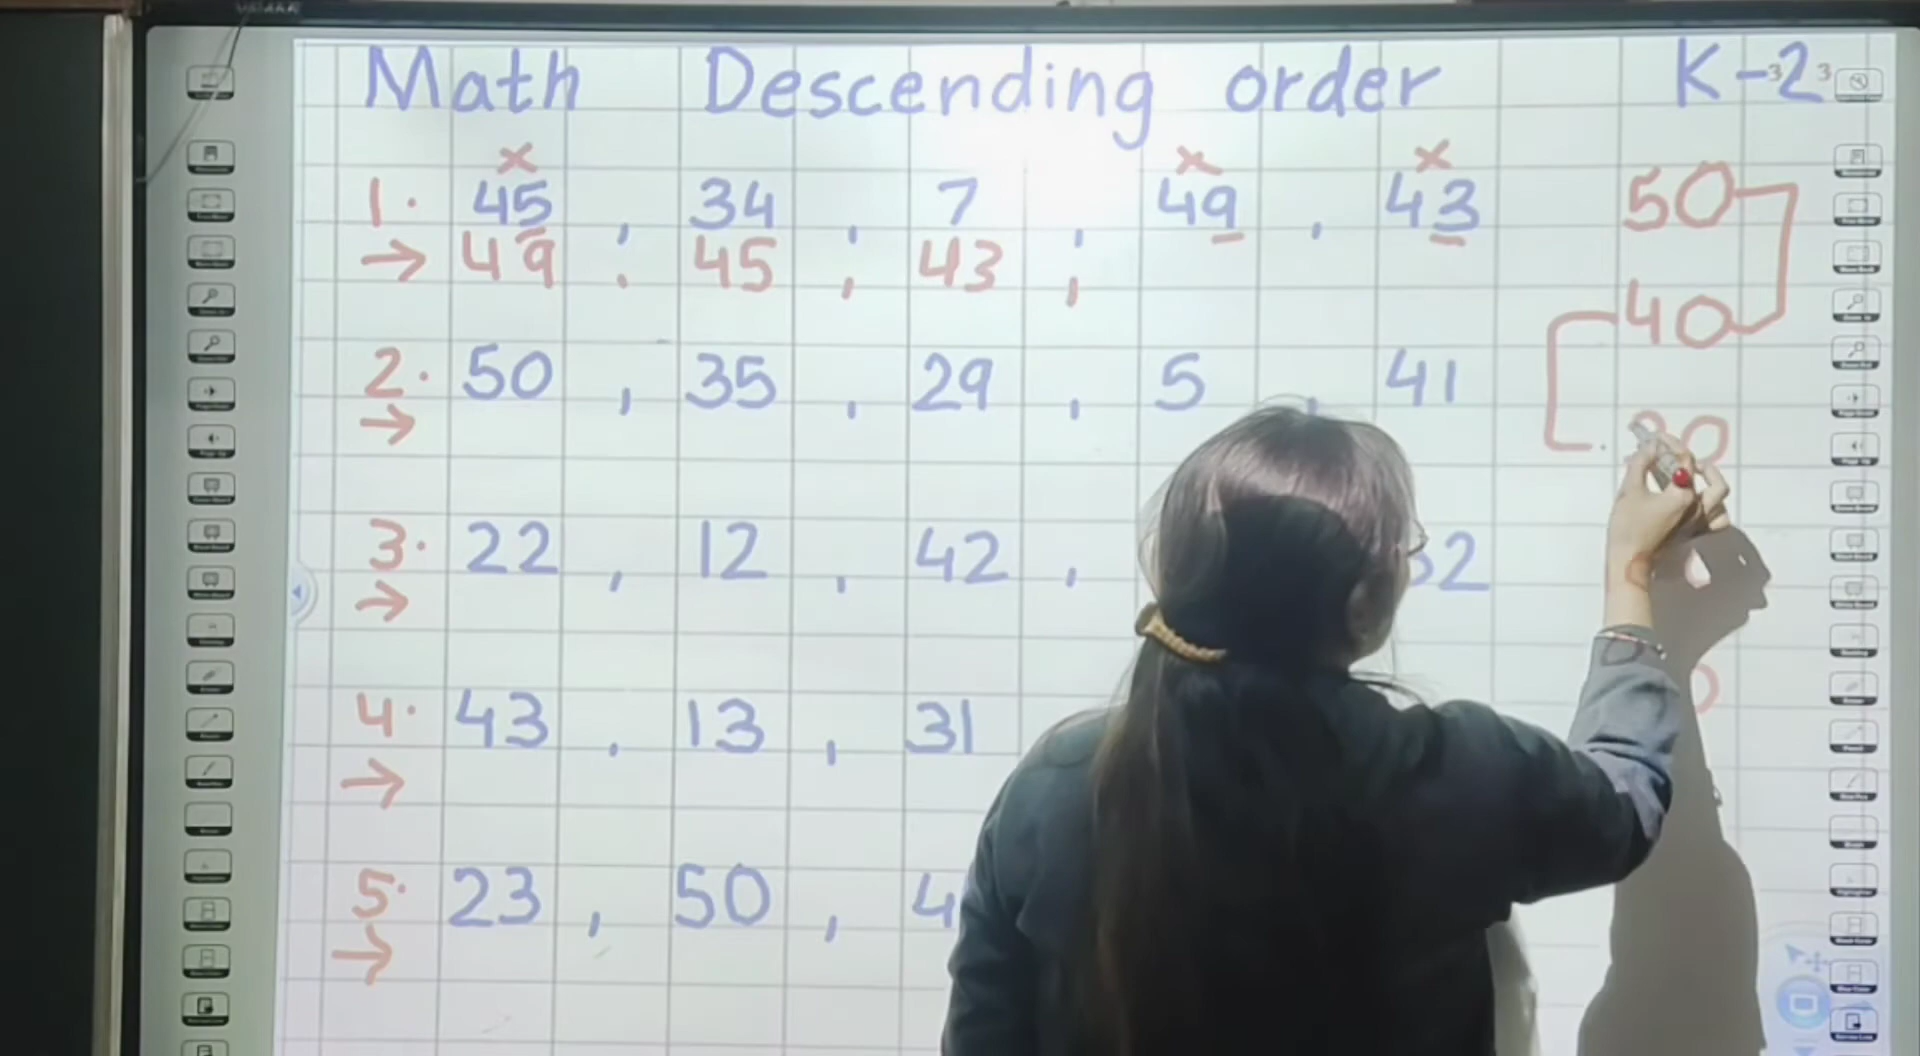 Math Descending order K-2
1. 45 , 34 , 7 , 49 , 43
→ 49 , 45 , 43 ,
2. 50 , 35 , 29 , 5 , 41
→
3. 22 , 12 , 42 ,
→
4. 43 , 13 , 31
→
5. 23 , 50 ,
→
50
40